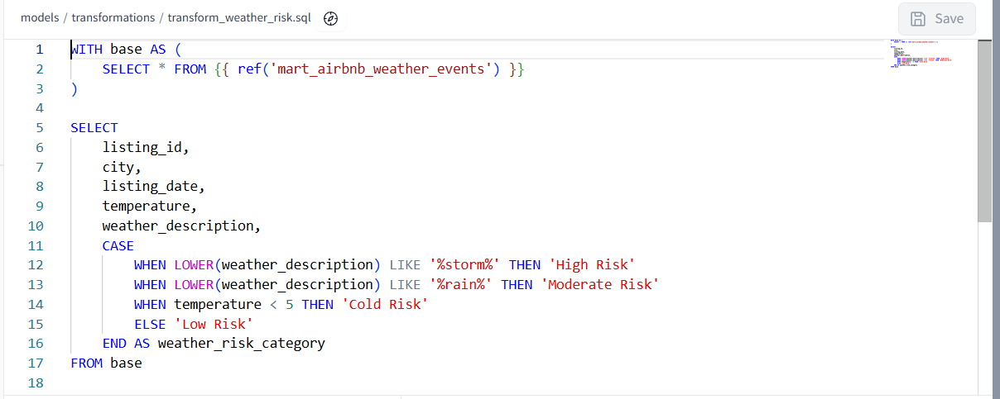 models / transformations / transform_weather_risk.sql
Save
1 WITH base AS (
2     SELECT * FROM {{ ref('mart_airbnb_weather_events') }}
3 )
4
5 SELECT
6     listing_id,
7     city,
8     listing_date,
9     temperature,
10     weather_description,
11     CASE
12         WHEN LOWER(weather_description) LIKE '%storm%' THEN 'High Risk'
13         WHEN LOWER(weather_description) LIKE '%rain%' THEN 'Moderate Risk'
14         WHEN temperature < 5 THEN 'Cold Risk'
15         ELSE 'Low Risk'
16     END AS weather_risk_category
17 FROM base
18